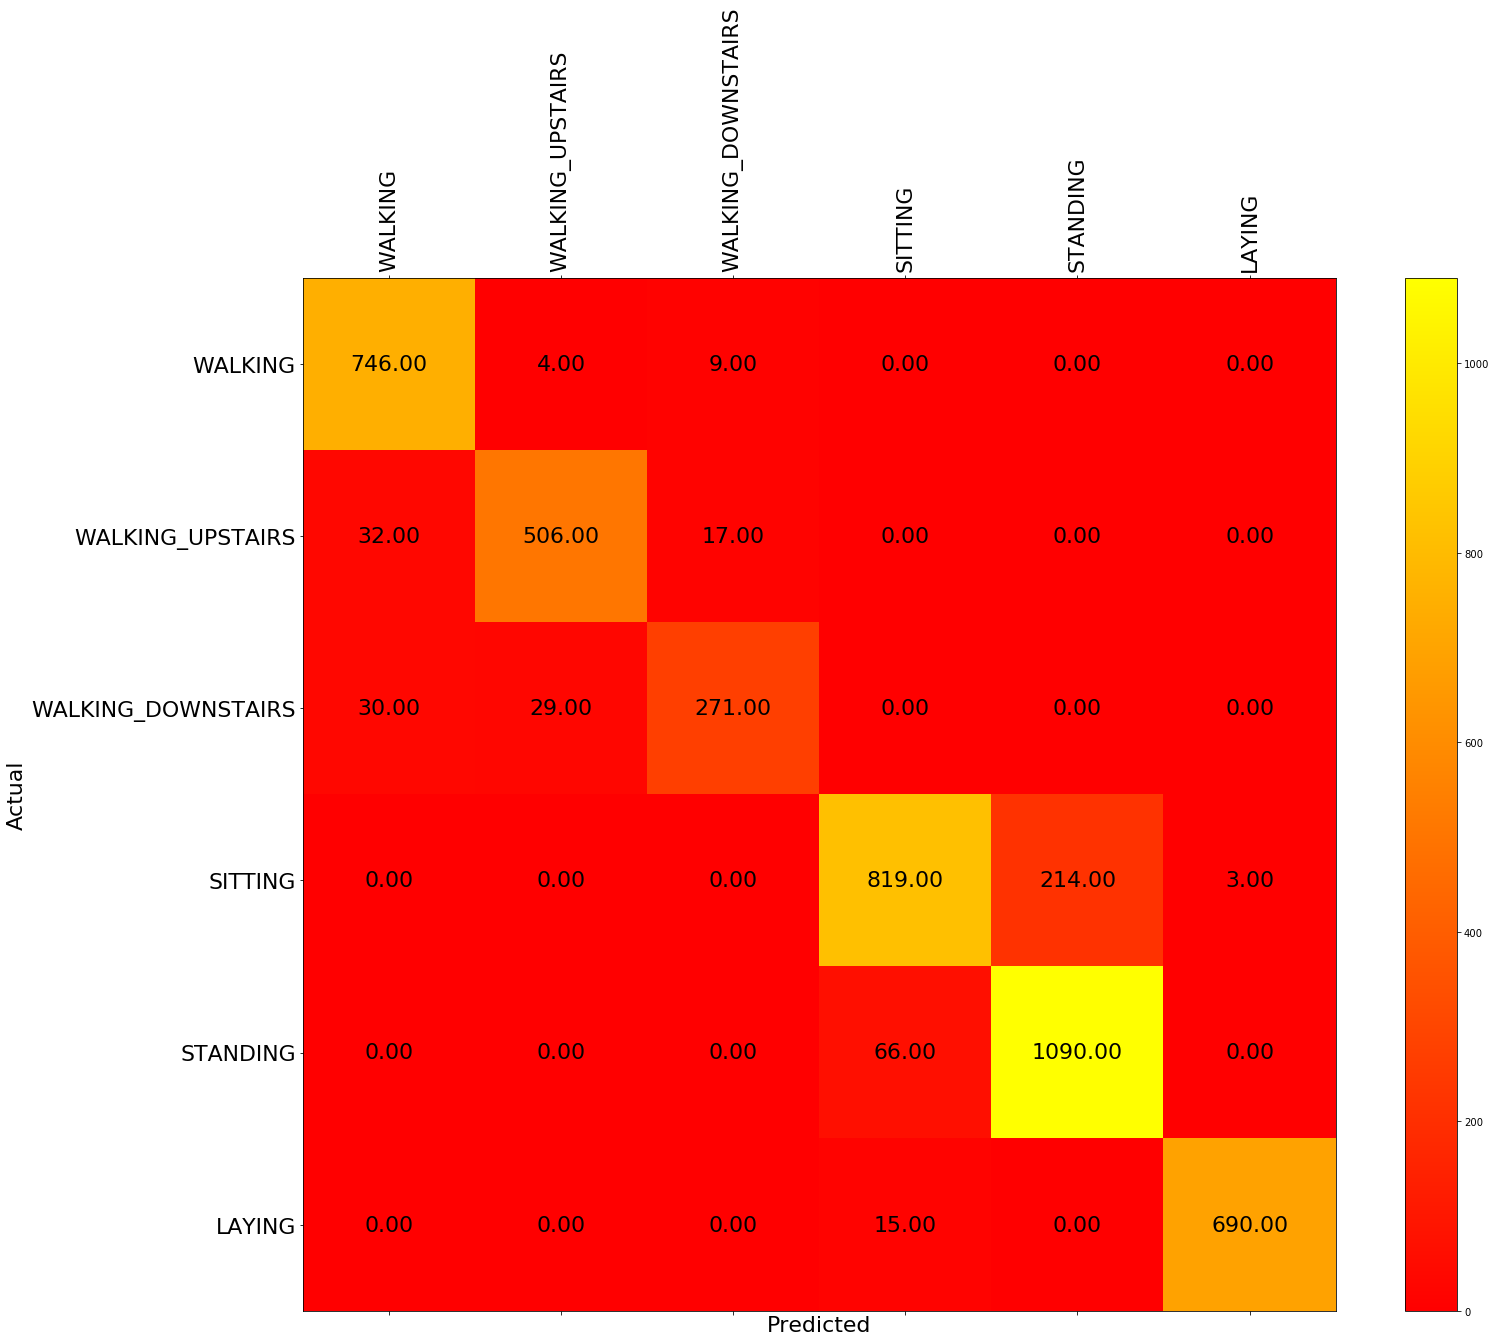 WALKING
WALKING_UPSTAIRS
WALKING_DOWNSTAIRS
SITTING
STANDING
LAYING
WALKING 746.00 4.00 9.00 0.00 0.00 0.00
WALKING_UPSTAIRS 32.00 506.00 17.00 0.00 0.00 0.00
WALKING_DOWNSTAIRS 30.00 29.00 271.00 0.00 0.00 0.00
SITTING 0.00 0.00 0.00 819.00 214.00 3.00
STANDING 0.00 0.00 0.00 66.00 1090.00 0.00
LAYING 0.00 0.00 0.00 15.00 0.00 690.00
Actual
Predicted
1000
800
600
400
200
0